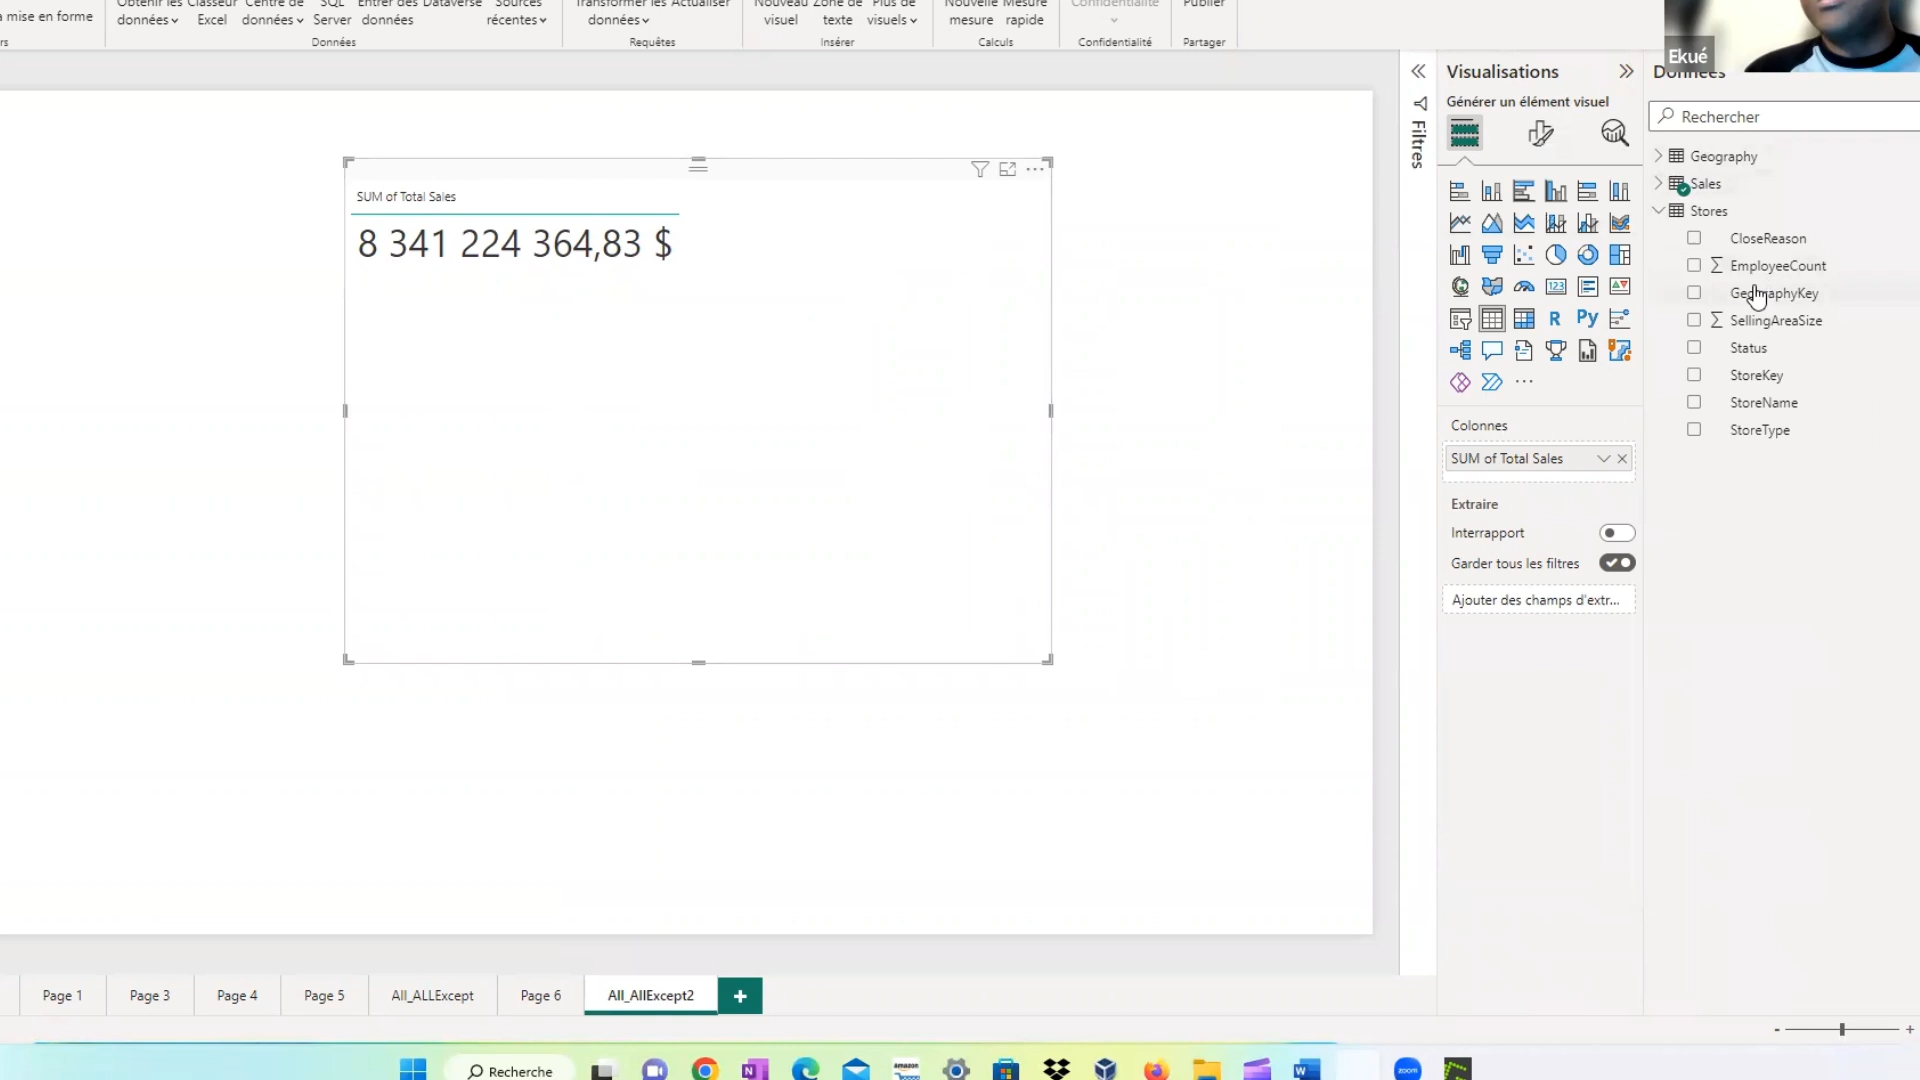 a mise en forme
Obtenir les données
Classeur Excel
Centre de données
SQL Server
Entrer des données
Dataverse
Sources récentes
Transformer les données
Actualiser
Nouveau visuel
Zone de texte
Plus de visuels
Nouvelle mesure
Mesure rapide
Confidentialité
Publier
Données
Requêtes
Insérer
Calculs
Confidentialité
Partager
Ekué
Visualisations
Données
Générer un élément visuel
Filtres
Rechercher
Geography
Sales
Stores
CloseReason
EmployeeCount
GeographyKey
SellingAreaSize
Status
StoreKey
StoreName
StoreType
SUM of Total Sales
8 341 224 364,83 $
123
R
Py
Colonnes
SUM of Total Sales
Extraire
Interrapport
Garder tous les filtres
Ajouter des champs d'extr...
Page 1
Page 3
Page 4
Page 5
All_ALLExcept
Page 6
All_AllExcept2
+
- +
Recherche
N
amazon
W
zoom